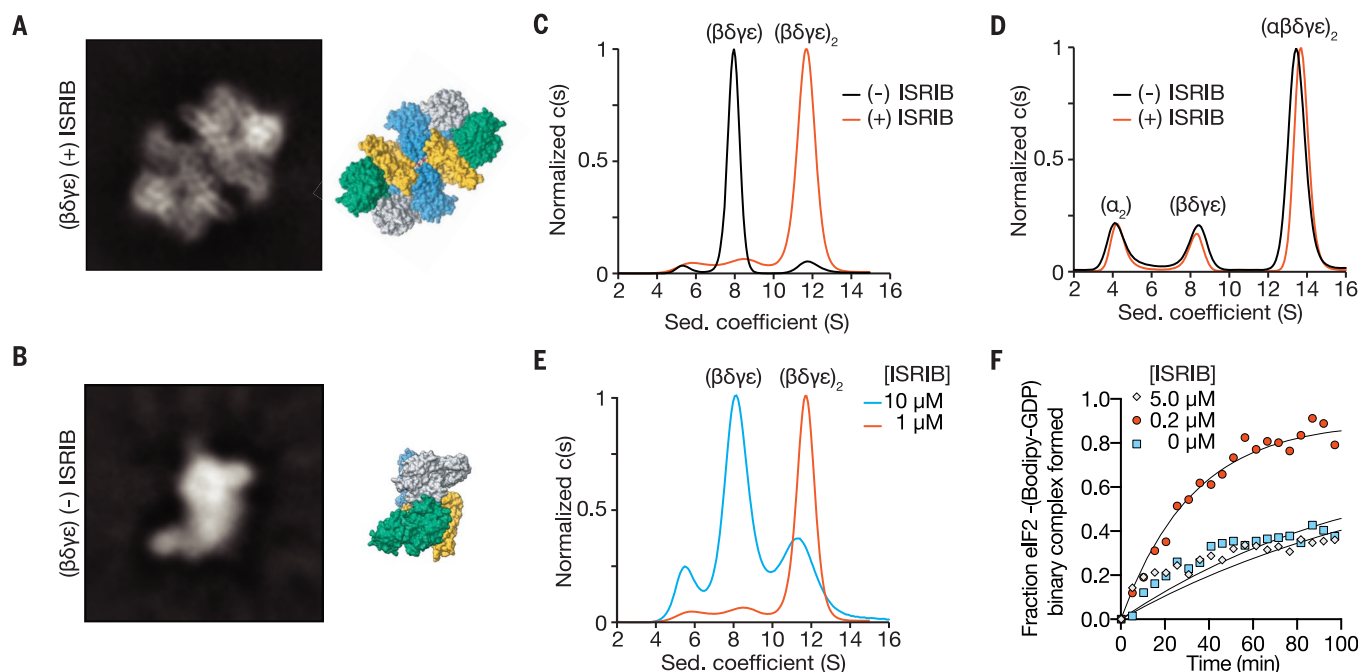 A
(βδγε) (+) ISRIB
B
(βδγε) (-) ISRIB
C
(βδγε) (βδγε)₂
(-) ISRIB
(+) ISRIB
Normalized c(s)
1
0.5
0
2 4 6 8 10 12 14 16
Sed. coefficient (S)
D
(αβδγε)₂
(-) ISRIB
(+) ISRIB
(α₂) (βδγε)
Normalized c(s)
1
0.5
0
2 4 6 8 10 12 14 16
Sed. coefficient (S)
E
(βδγε) (βδγε)₂
[ISRIB]
10 μM
1 μM
Normalized c(s)
1
0.5
0
2 4 6 8 10 12 14 16
Sed. coefficient (S)
F
[ISRIB]
5.0 μM
0.2 μM
0 μM
Fraction eIF2 -(Bodipy-GDP)
binary complex formed
1.0
0.8
0.6
0.4
0.2
0.0
0 20 40 60 80 100
Time (min)